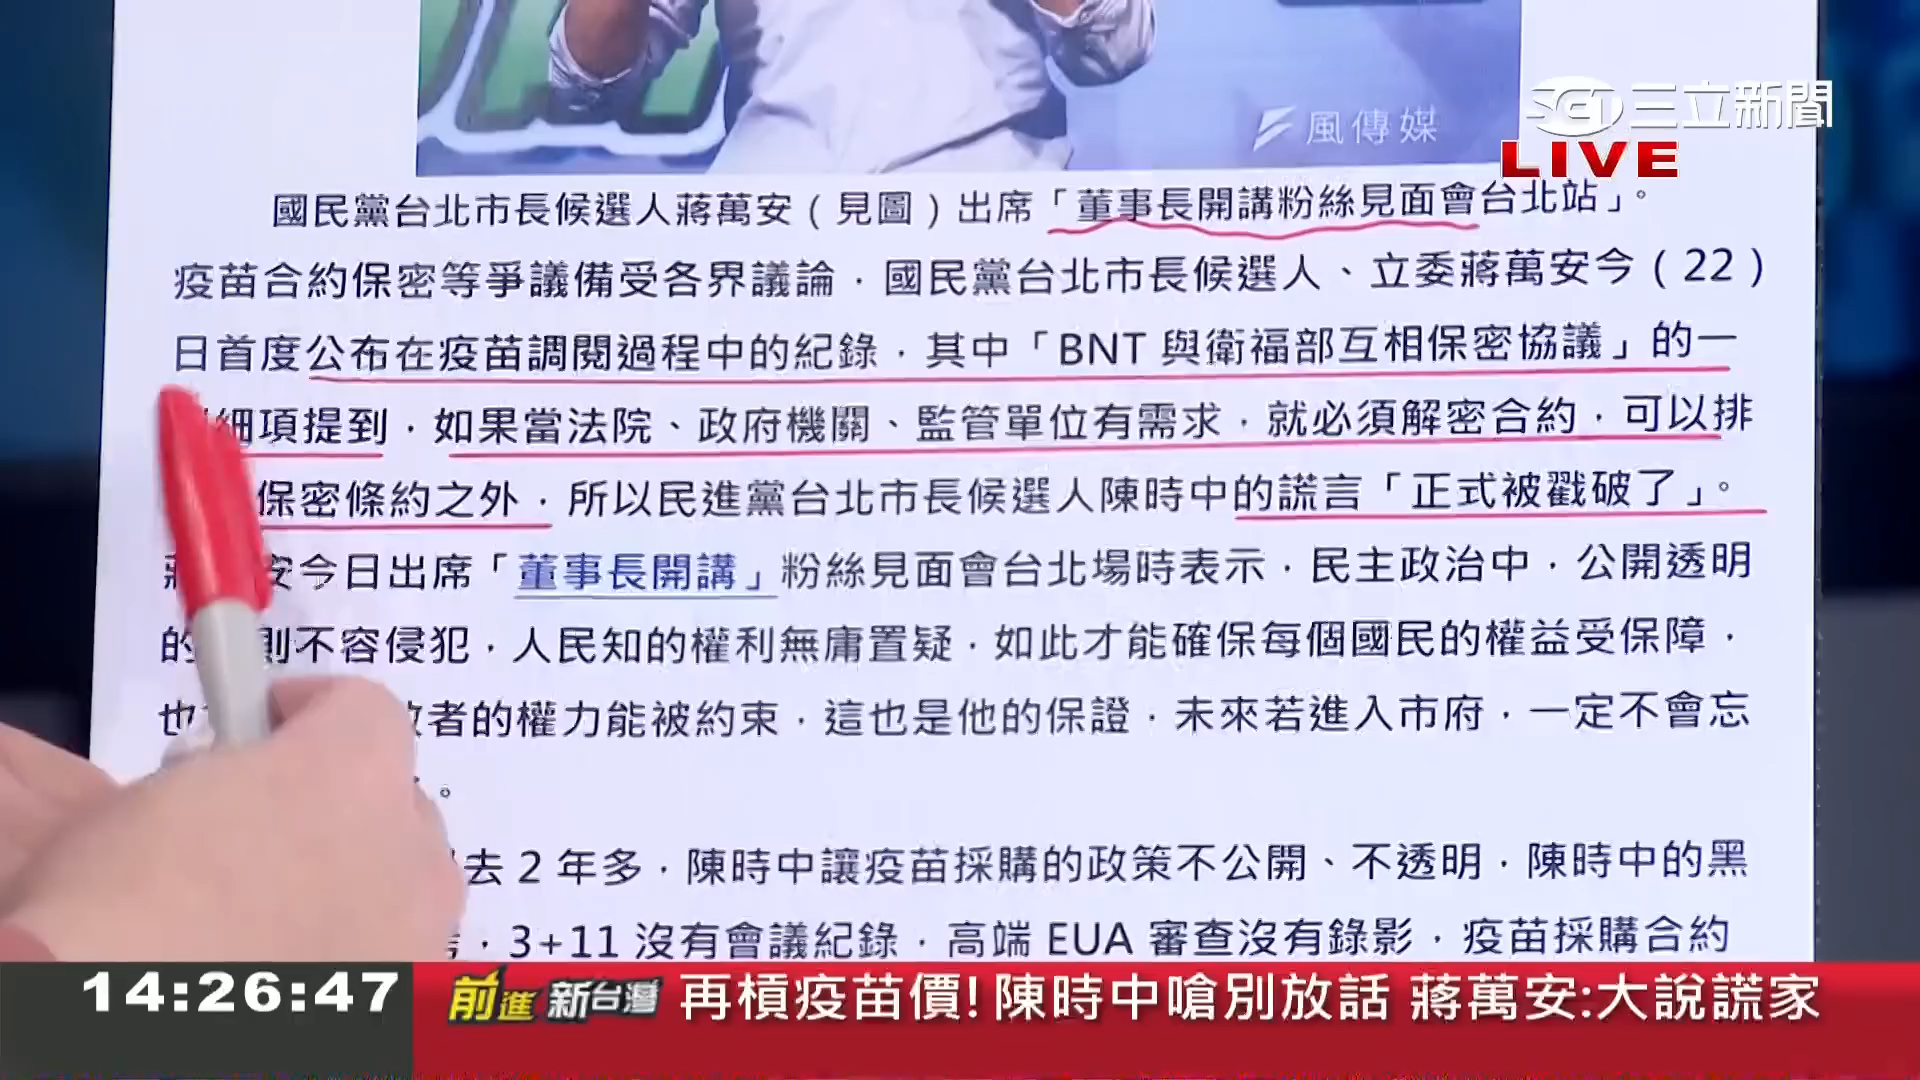 SET三立新聞
LIVE
風傳媒
國民黨台北市長候選人蔣萬安（見圖）出席「董事長開講粉絲見面會台北站」。
疫苗合約保密等爭議備受各界議論，國民黨台北市長候選人、立委蔣萬安今（22）
日首度公布在疫苗調閱過程中的紀錄，其中「BNT 與衛福部互相保密協議」的一
細項提到，如果當法院、政府機關、監管單位有需求，就必須解密合約，可以排
保密條約之外，所以民進黨台北市長候選人陳時中的謊言「正式被戳破了」。
安今日出席「董事長開講」粉絲見面會台北場時表示，民主政治中，公開透明
的 則不容侵犯，人民知的權利無庸置疑，如此才能確保每個國民的權益受保障，
也 者的權力能被約束，這也是他的保證，未來若進入市府，一定不會忘
。
去 2 年多，陳時中讓疫苗採購的政策不公開、不透明，陳時中的黑
，3+11 沒有會議紀錄，高端 EUA 審查沒有錄影，疫苗採購合約
14:26:47
前進新台灣
再槓疫苗價!陳時中嗆別放話 蔣萬安:大說謊家